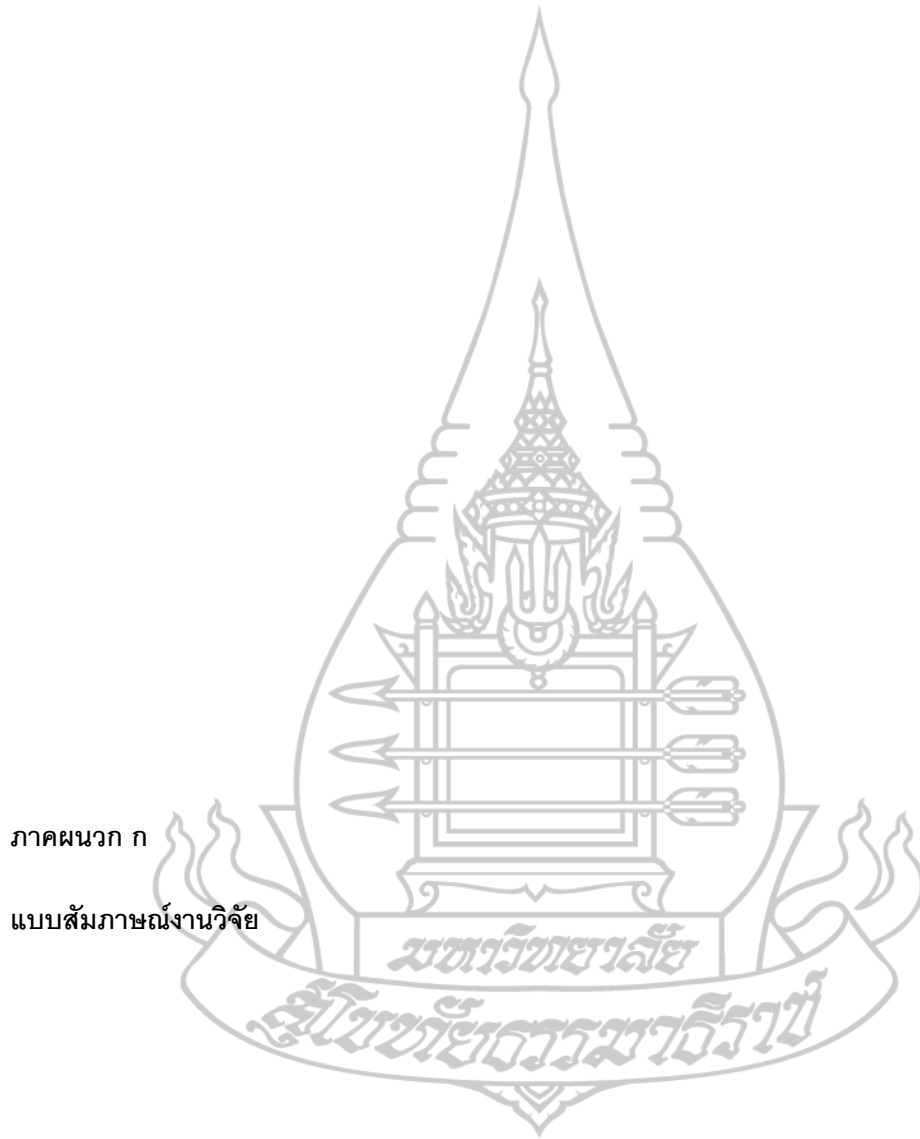 ภาคผนวก ก
แบบสัมภาษณ์งานวิจัย
มหาวิทยาลัย
สุโขทัยธรรมาธิราช